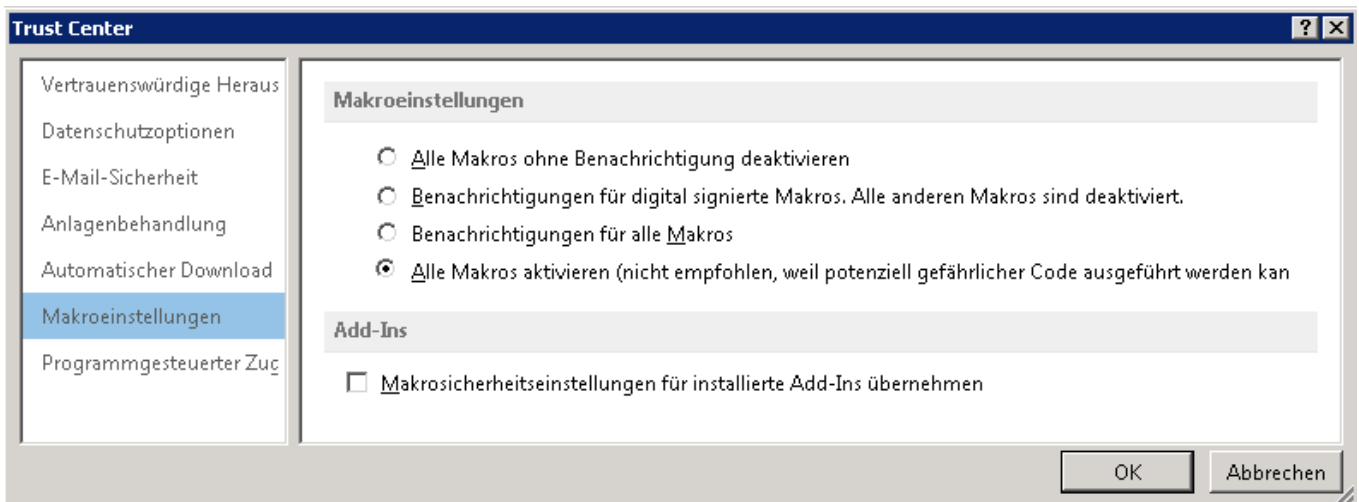 Trust Center
Vertrauenswürdige Heraus
Datenschutzoptionen
E-Mail-Sicherheit
Anlagenbehandlung
Automatischer Download
Makroeinstellungen
Programmgesteuerter Zug
Makroeinstellungen
Alle Makros ohne Benachrichtigung deaktivieren
Benachrichtigungen für digital signierte Makros. Alle anderen Makros sind deaktiviert.
Benachrichtigungen für alle Makros
Alle Makros aktivieren (nicht empfohlen, weil potenziell gefährlicher Code ausgeführt werden kan
Add-Ins
Makrosicherheitseinstellungen für installierte Add-Ins übernehmen
OK
Abbrechen